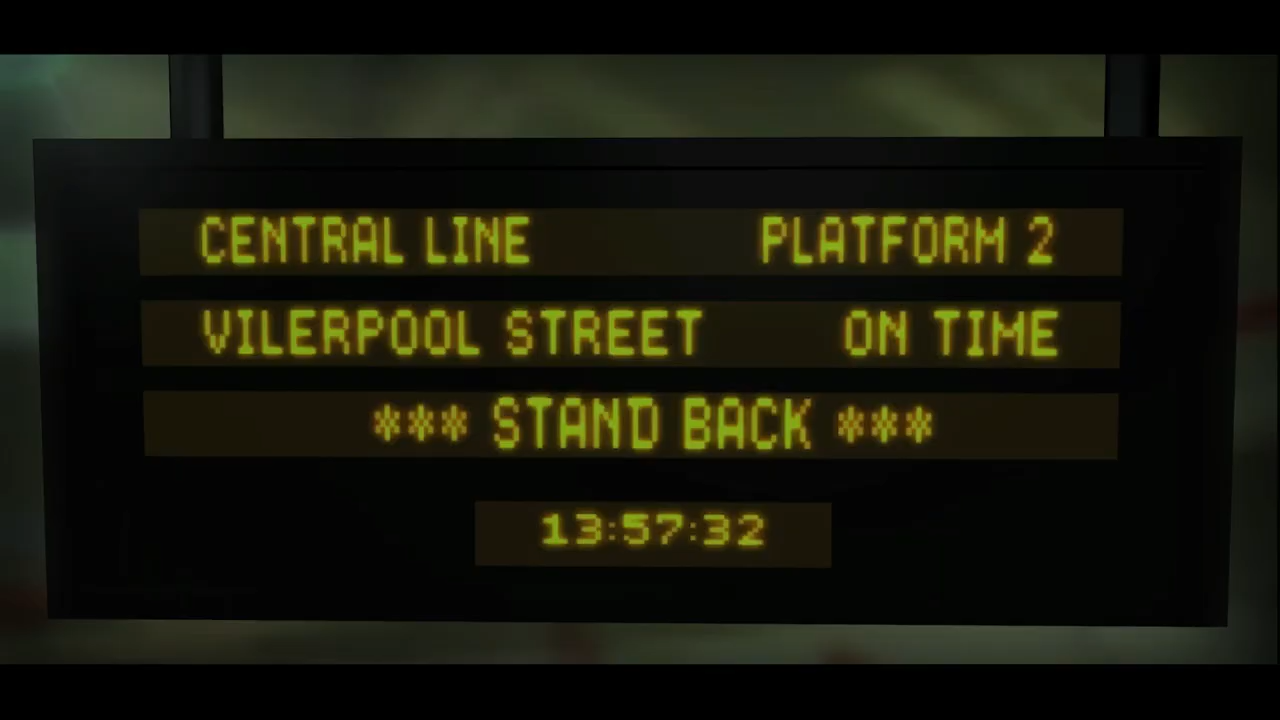 CENTRAL LINE PLATFORM 2
VILERPOOL STREET ON TIME
*** STAND BACK ***
13:57:32